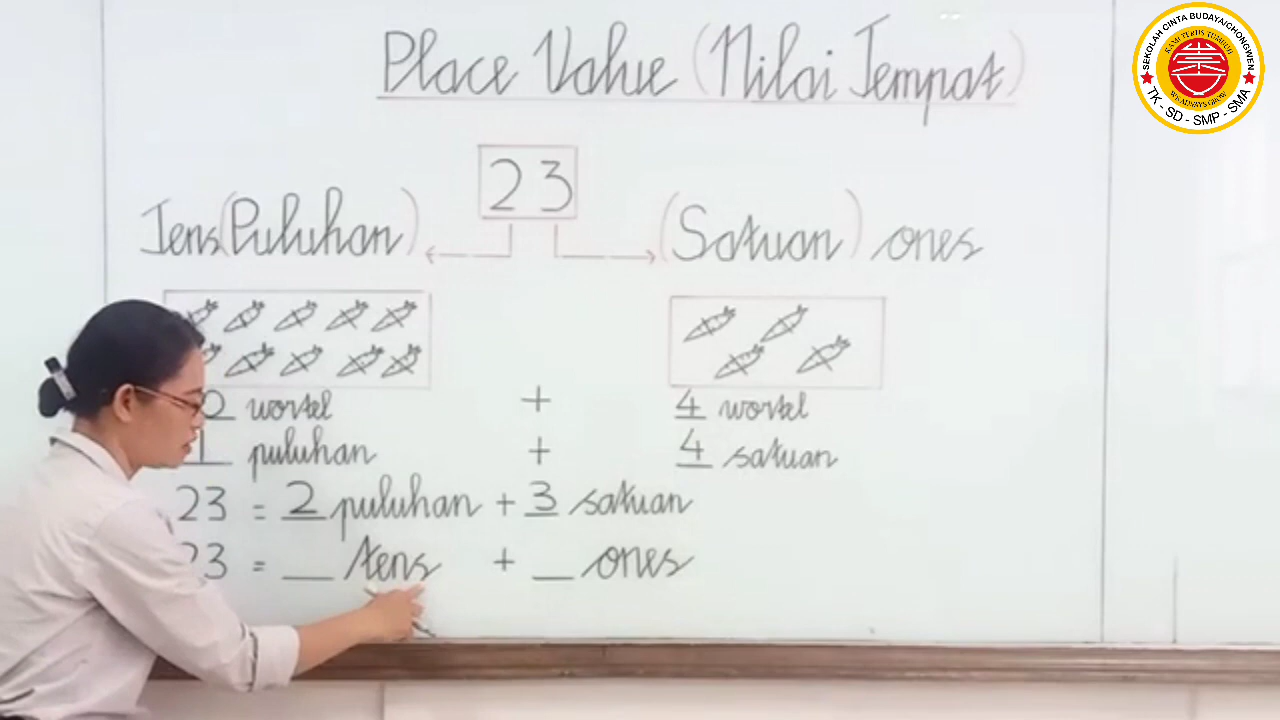 Place Value (Nilai Tempat)
23
Tens (Puluhan)
(Satuan) ones
0 wortel + 4 wortel
1 puluhan + 4 satuan
23 = 2 puluhan + 3 satuan
23 = __ tens + __ ones
SEKOLAH CINTA BUDAYA/CHONGWEN
TK - SD - SMP - SMA